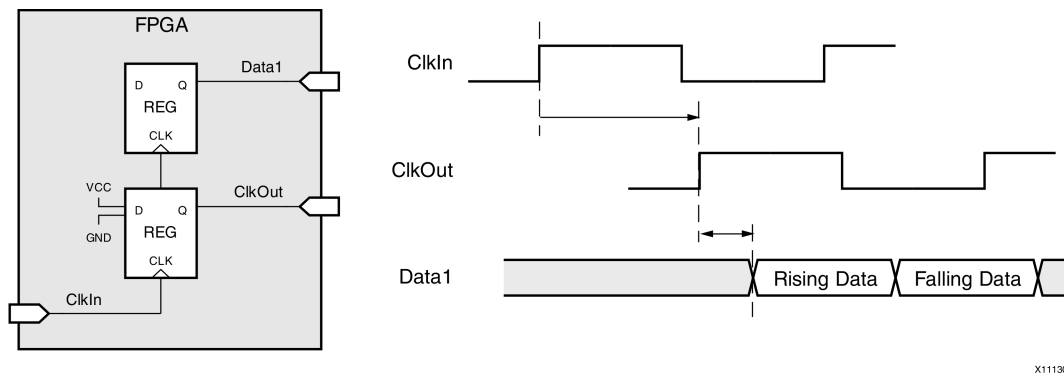 FPGA
Data1
D Q
REG
CLK
VCC
GND
ClkOut
D Q
REG
CLK
ClkIn
ClkIn
ClkOut
Data1
Rising Data
Falling Data